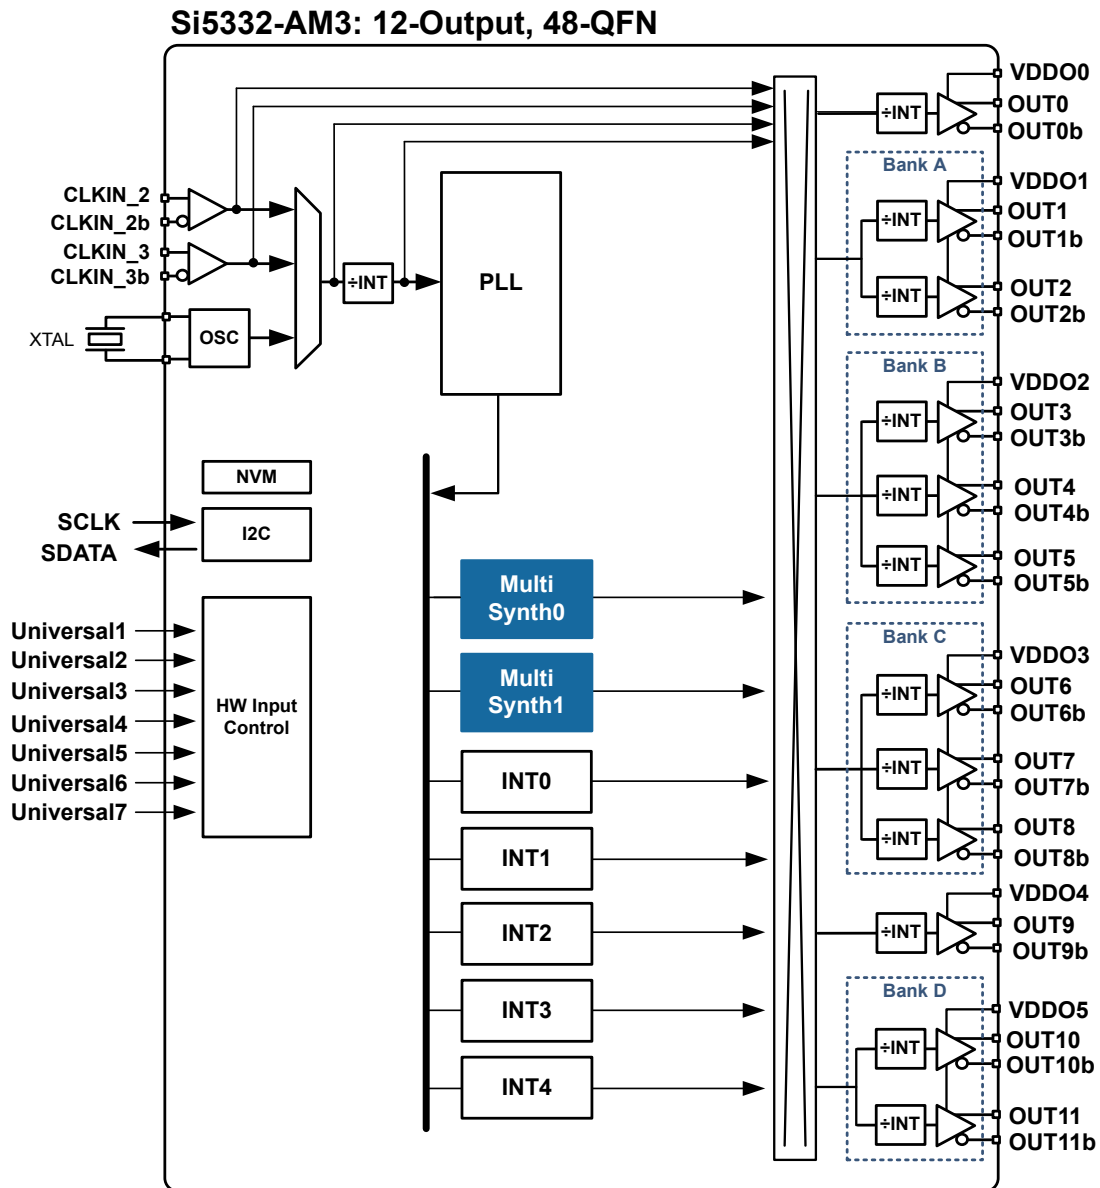 Si5332-AM3: 12-Output, 48-QFN
CLKIN_2
CLKIN_2b
CLKIN_3
CLKIN_3b
XTAL
OSC
÷INT
PLL
NVM
I2C
SCLK
SDATA
Universal1
Universal2
Universal3
Universal4
Universal5
Universal6
Universal7
HW Input
Control
Multi
Synth0
Multi
Synth1
INT0
INT1
INT2
INT3
INT4
÷INT
VDDO0
OUT0
OUT0b
Bank A
÷INT
÷INT
VDDO1
OUT1
OUT1b
OUT2
OUT2b
Bank B
÷INT
÷INT
÷INT
VDDO2
OUT3
OUT3b
OUT4
OUT4b
OUT5
OUT5b
Bank C
÷INT
÷INT
÷INT
VDDO3
OUT6
OUT6b
OUT7
OUT7b
OUT8
OUT8b
÷INT
VDDO4
OUT9
OUT9b
Bank D
÷INT
÷INT
VDDO5
OUT10
OUT10b
OUT11
OUT11b